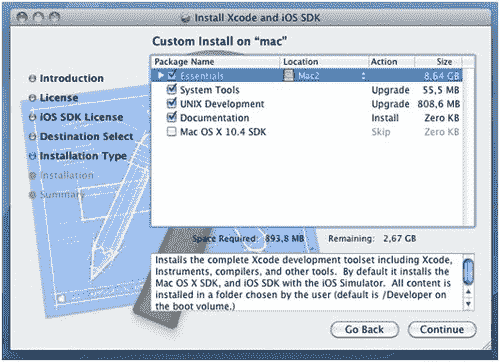 Install Xcode and iOS SDK
Custom Install on “mac”
Introduction
License
iOS SDK License
Destination Select
Installation Type
Installation
Summary
Package Name Location Action Size
Essentials Mac2 8,64 GB
System Tools Upgrade 55,5 MB
UNIX Development Upgrade 808,6 MB
Documentation Install Zero KB
Mac OS X 10.4 SDK Skip Zero KB
Space Required: 893,8 MB Remaining: 2,67 GB
Installs the complete Xcode development toolset including Xcode,
Instruments, compilers, and other tools. By default it installs the
Mac OS X SDK, and iOS SDK with the iOS Simulator. All content is
installed in a folder chosen by the user (default is /Developer on
the boot volume.)
Go Back Continue